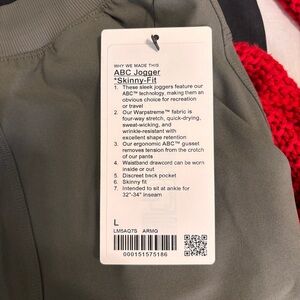 WHY WE MADE THIS
ABC Jogger
*Skinny-Fit
1. These sleek joggers feature our
ABC™ technology, making them an
obvious choice for recreation
or travel
2. Our Warpstreme™ fabric is
four-way stretch, quick-drying,
sweat-wicking, and
wrinkle-resistant with
excellent shape retention
3. Our ergonomic ABC™ gusset
removes tension from the crotch
of our pants
4. Waistband drawcord can be worn
inside or out
5. Discreet back pocket
6. Skinny fit
7. Intended to sit at ankle for
32"-34" inseam
L
LM5AQ7S ARMG
000151575186